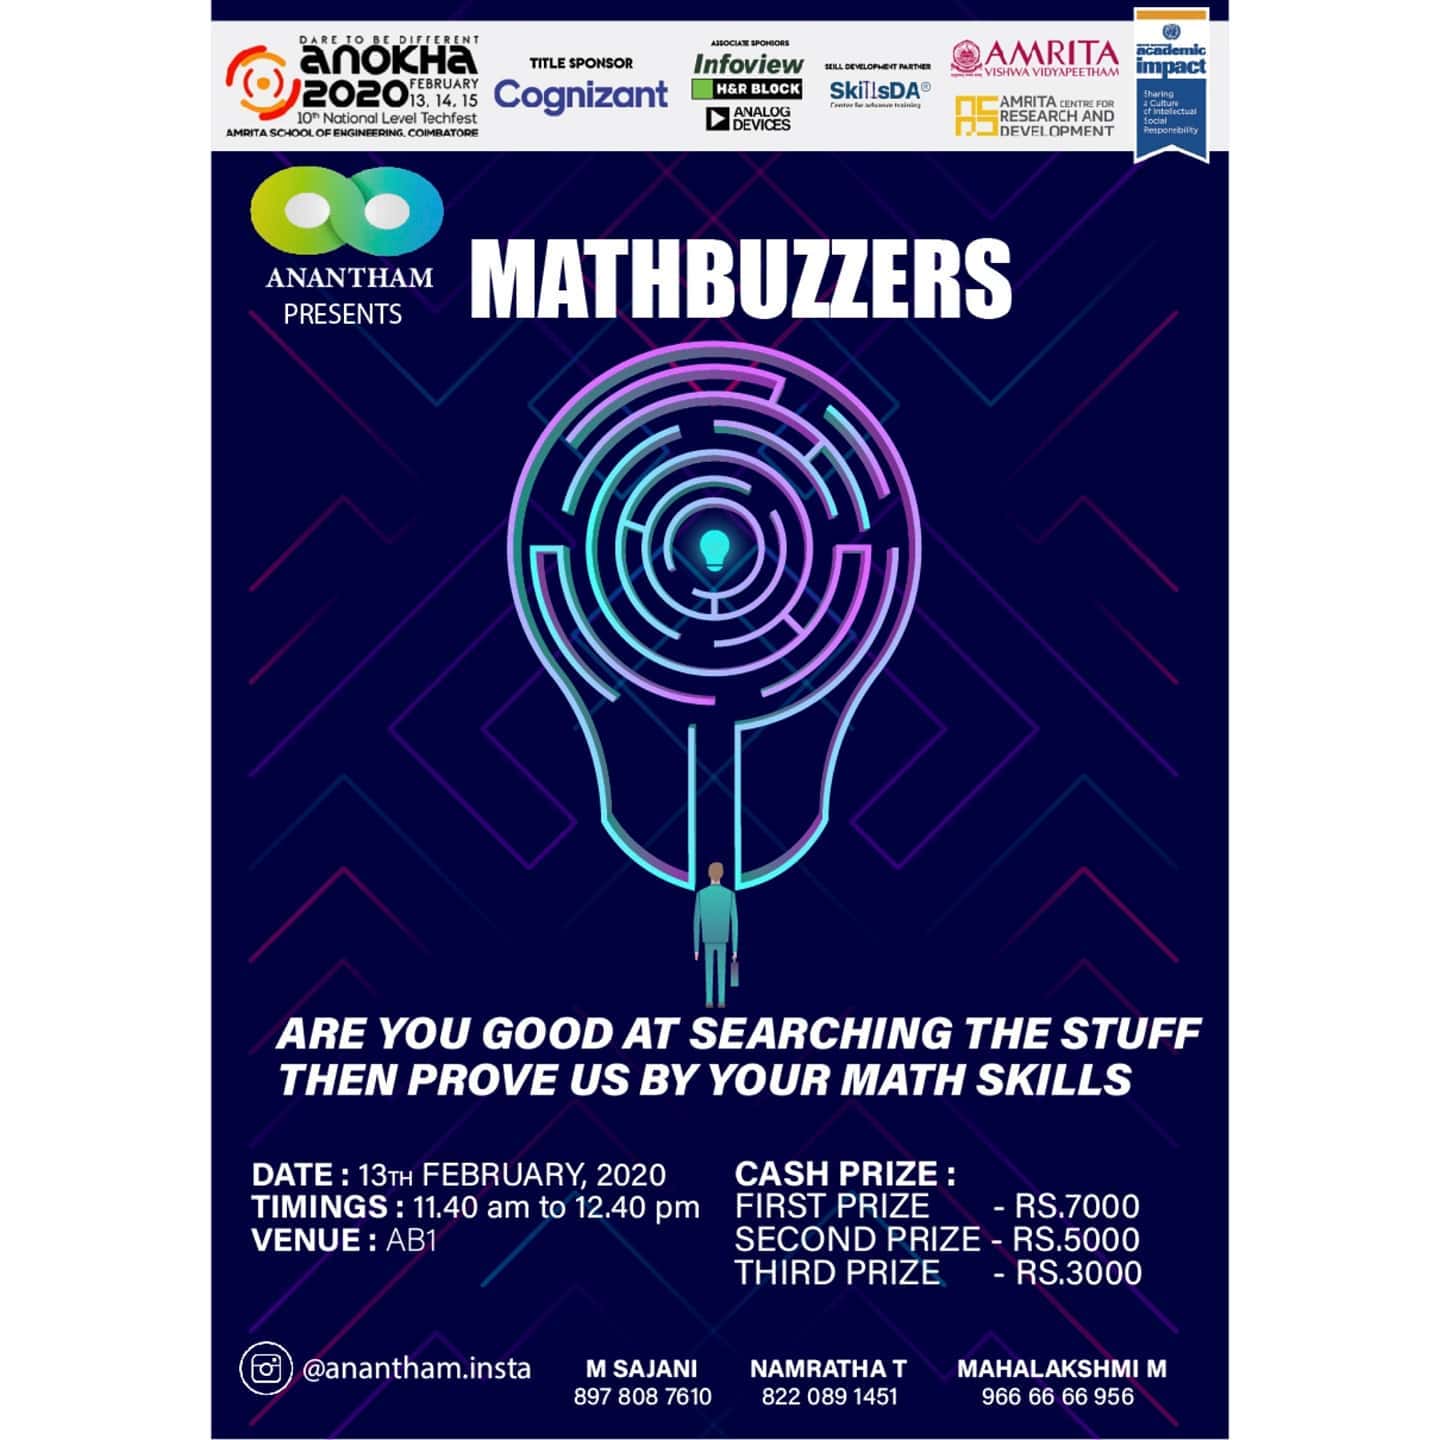 DARE TO BE DIFFERENT
anokha
2020
FEBRUARY
13, 14, 15
10th National Level Techfest
AMRITA SCHOOL OF ENGINEERING, COIMBATORE
TITLE SPONSOR
Cognizant
ASSOCIATE SPONSORS
Infoview
H&R BLOCK
ANALOG
DEVICES
SKILL DEVELOPMENT PARTNER
SkillsDA®
Center for advance training
AMRITA
VISHWA VIDYAPEETHAM
AMRITA CENTRE FOR
RESEARCH AND
DEVELOPMENT
academic
impact
Sharing
a Culture
of Intellectual
Social
Responsibility
ANANTHAM
PRESENTS
MATHBUZZERS
ARE YOU GOOD AT SEARCHING THE STUFF
THEN PROVE US BY YOUR MATH SKILLS
DATE : 13TH FEBRUARY, 2020
TIMINGS : 11.40 am to 12.40 pm
VENUE : AB1
CASH PRIZE :
FIRST PRIZE - RS.7000
SECOND PRIZE - RS.5000
THIRD PRIZE - RS.3000
@anantham.insta
M SAJANI
897 808 7610
NAMRATHA T
822 089 1451
MAHALAKSHMI M
966 66 66 956